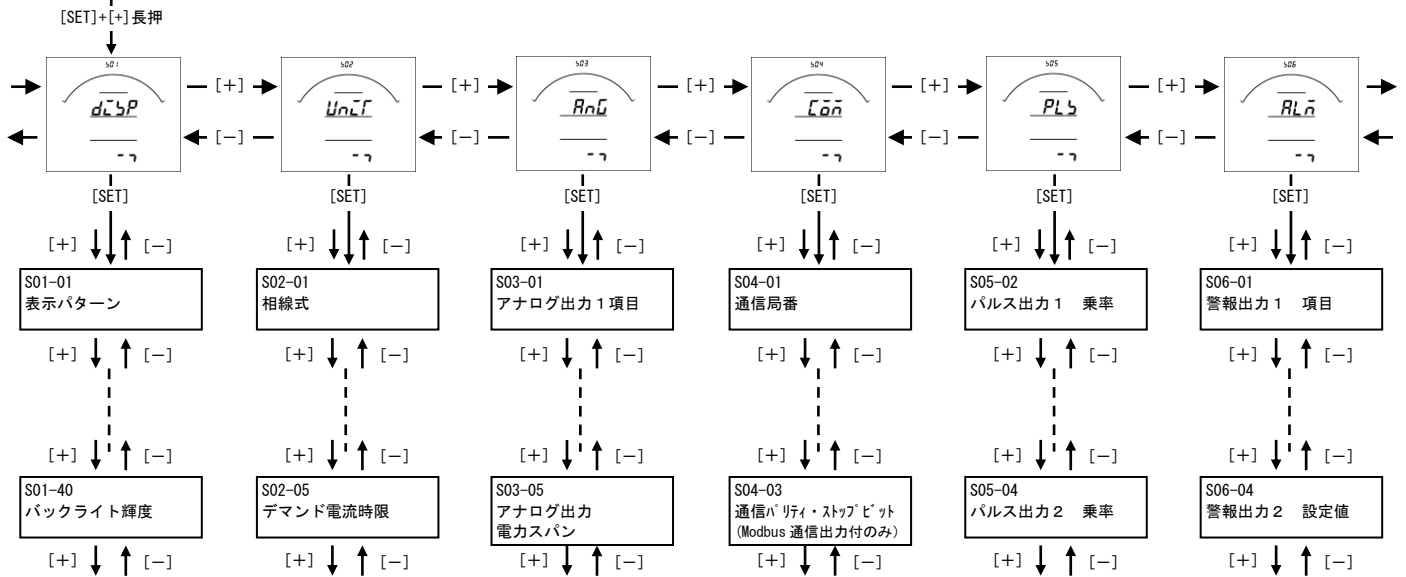 [SET]+[+]長押
S01 S02 S03 S04 S05 S06
[+] [+] [+] [+] [+]
dISP UnIT AnG Com PLS ALm
[−] [−] [−] [−] [−]
[SET] [SET] [SET] [SET] [SET] [SET]
[+] [−] [+] [−] [+] [−] [+] [−] [+] [−] [+] [−]
S01-01
表示パターン
S02-01
相線式
S03-01
アナログ出力1項目
S04-01
通信局番
S05-02
パルス出力1 乗率
S06-01
警報出力1 項目
[+] [−] [+] [−] [+] [−] [+] [−] [+] [−] [+] [−]
[+] [−] [+] [−] [+] [−] [+] [−] [+] [−] [+] [−]
S01-40
バックライト輝度
S02-05
デマンド電流時限
S03-05
アナログ出力
電力スパン
S04-03
通信パリティ・ストップビット
(Modbus 通信出力付のみ)
S05-04
パルス出力2 乗率
S06-04
警報出力2 設定値
[+] [−] [+] [−] [+] [−] [+] [−] [+] [−] [+] [−]